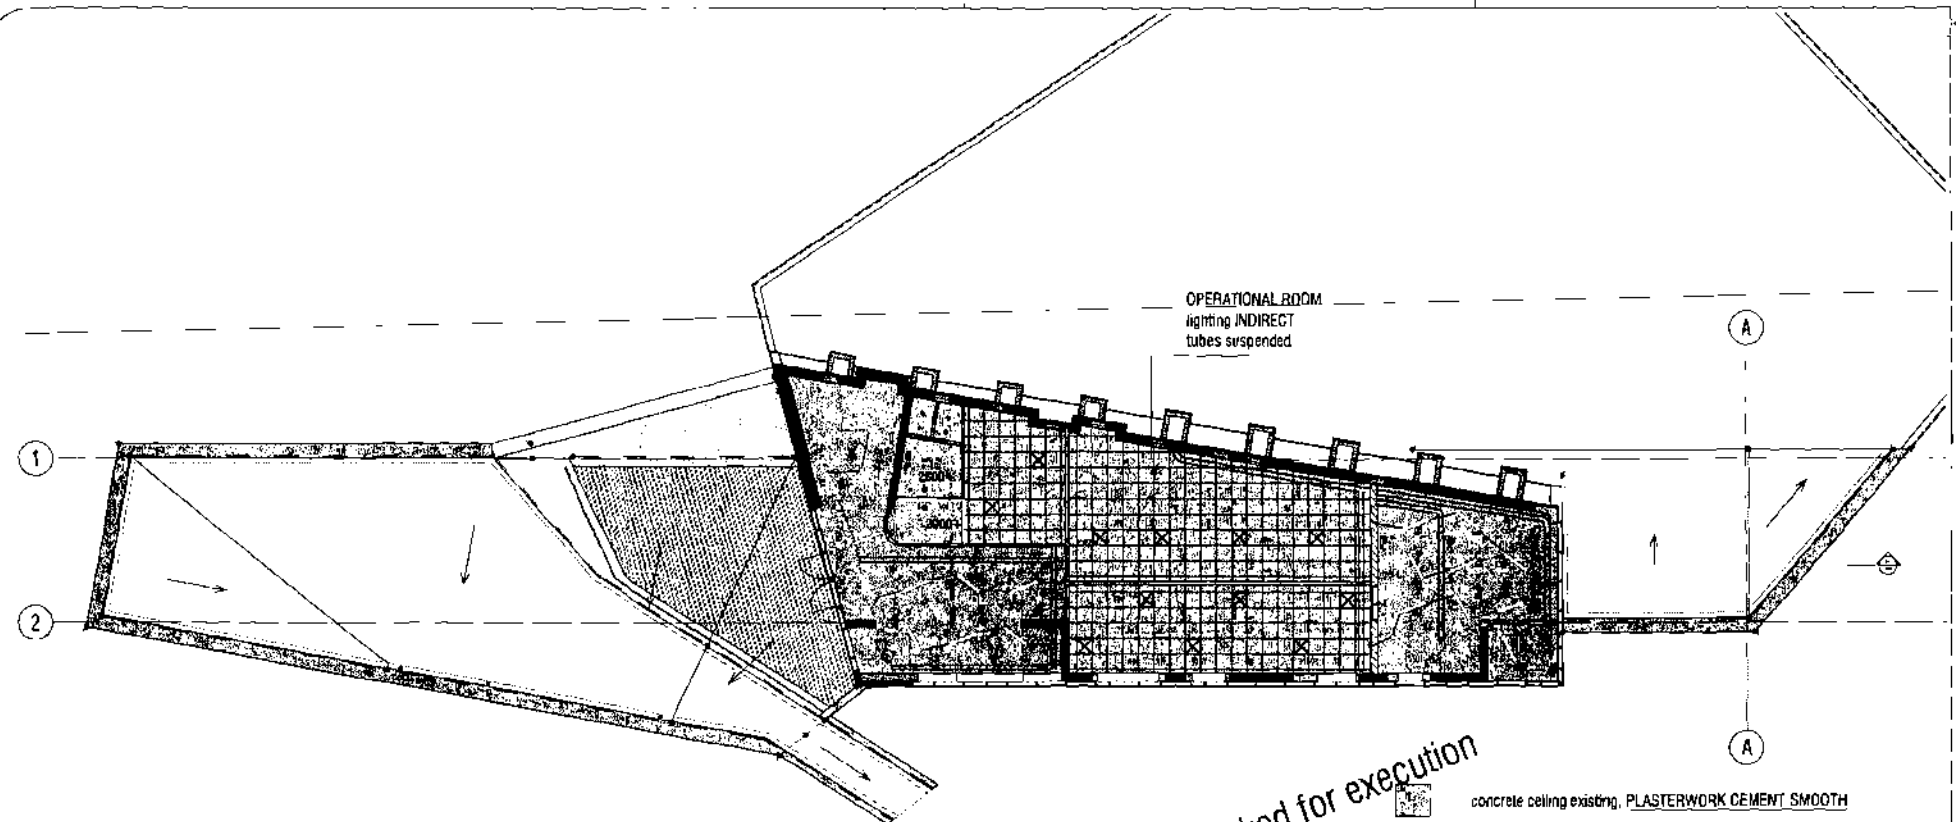 OPERATIONAL ROOM
lighting INDIRECT
tubes suspended
A
1
2
A
for execution
concrete ceiling existing, PLASTERWORK CEMENT SMOOTH